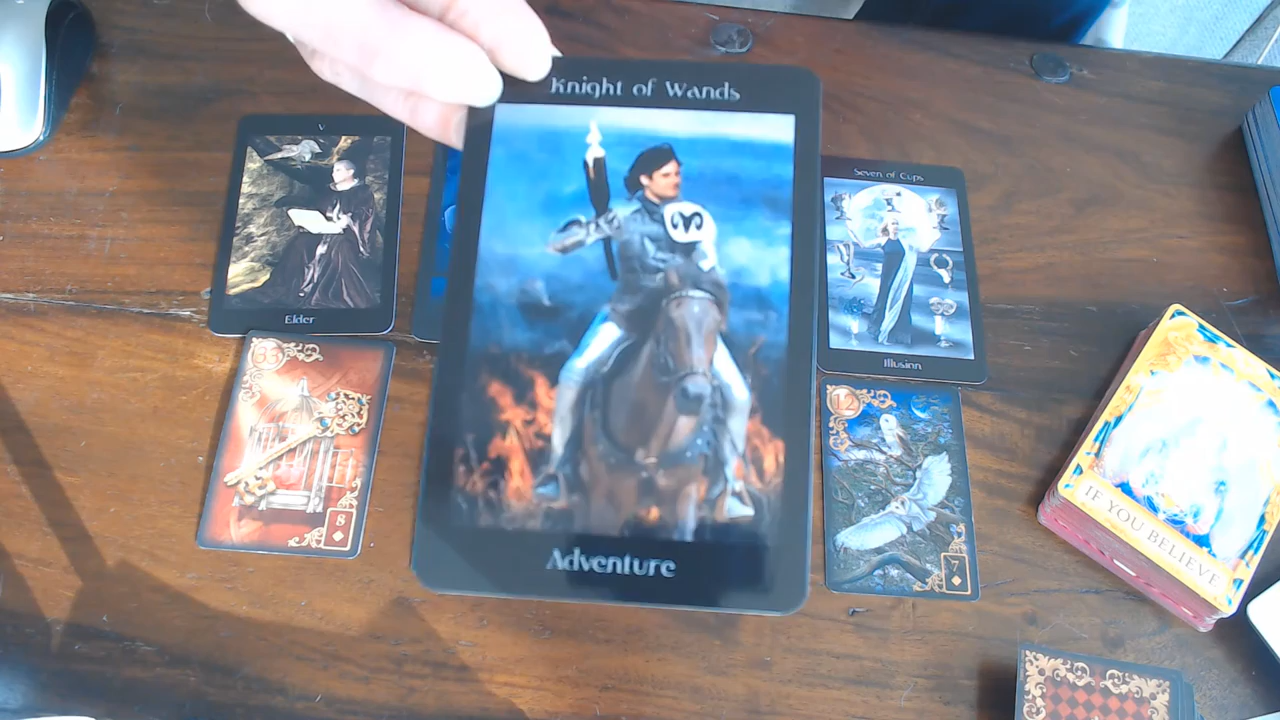 Knight of Wands
Adventure
V
Elder
33
8
Seven of Cups
Illusion
12
7
IF YOU BELIEVE